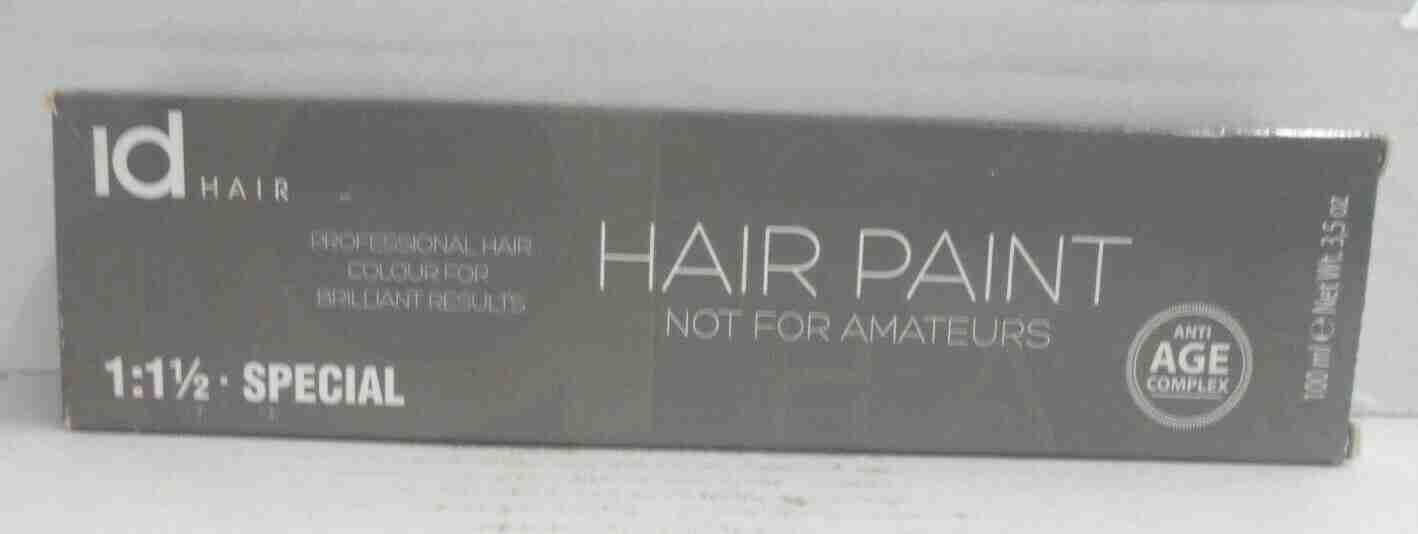 id HAIR
PROFESSIONAL HAIR
COLOUR FOR
BRILLIANT RESULTS
1:1½ · SPECIAL
HAIR PAINT
NOT FOR AMATEURS
ANTI
AGE
COMPLEX
100 ml ℮ Net Wt. 3,5 oz